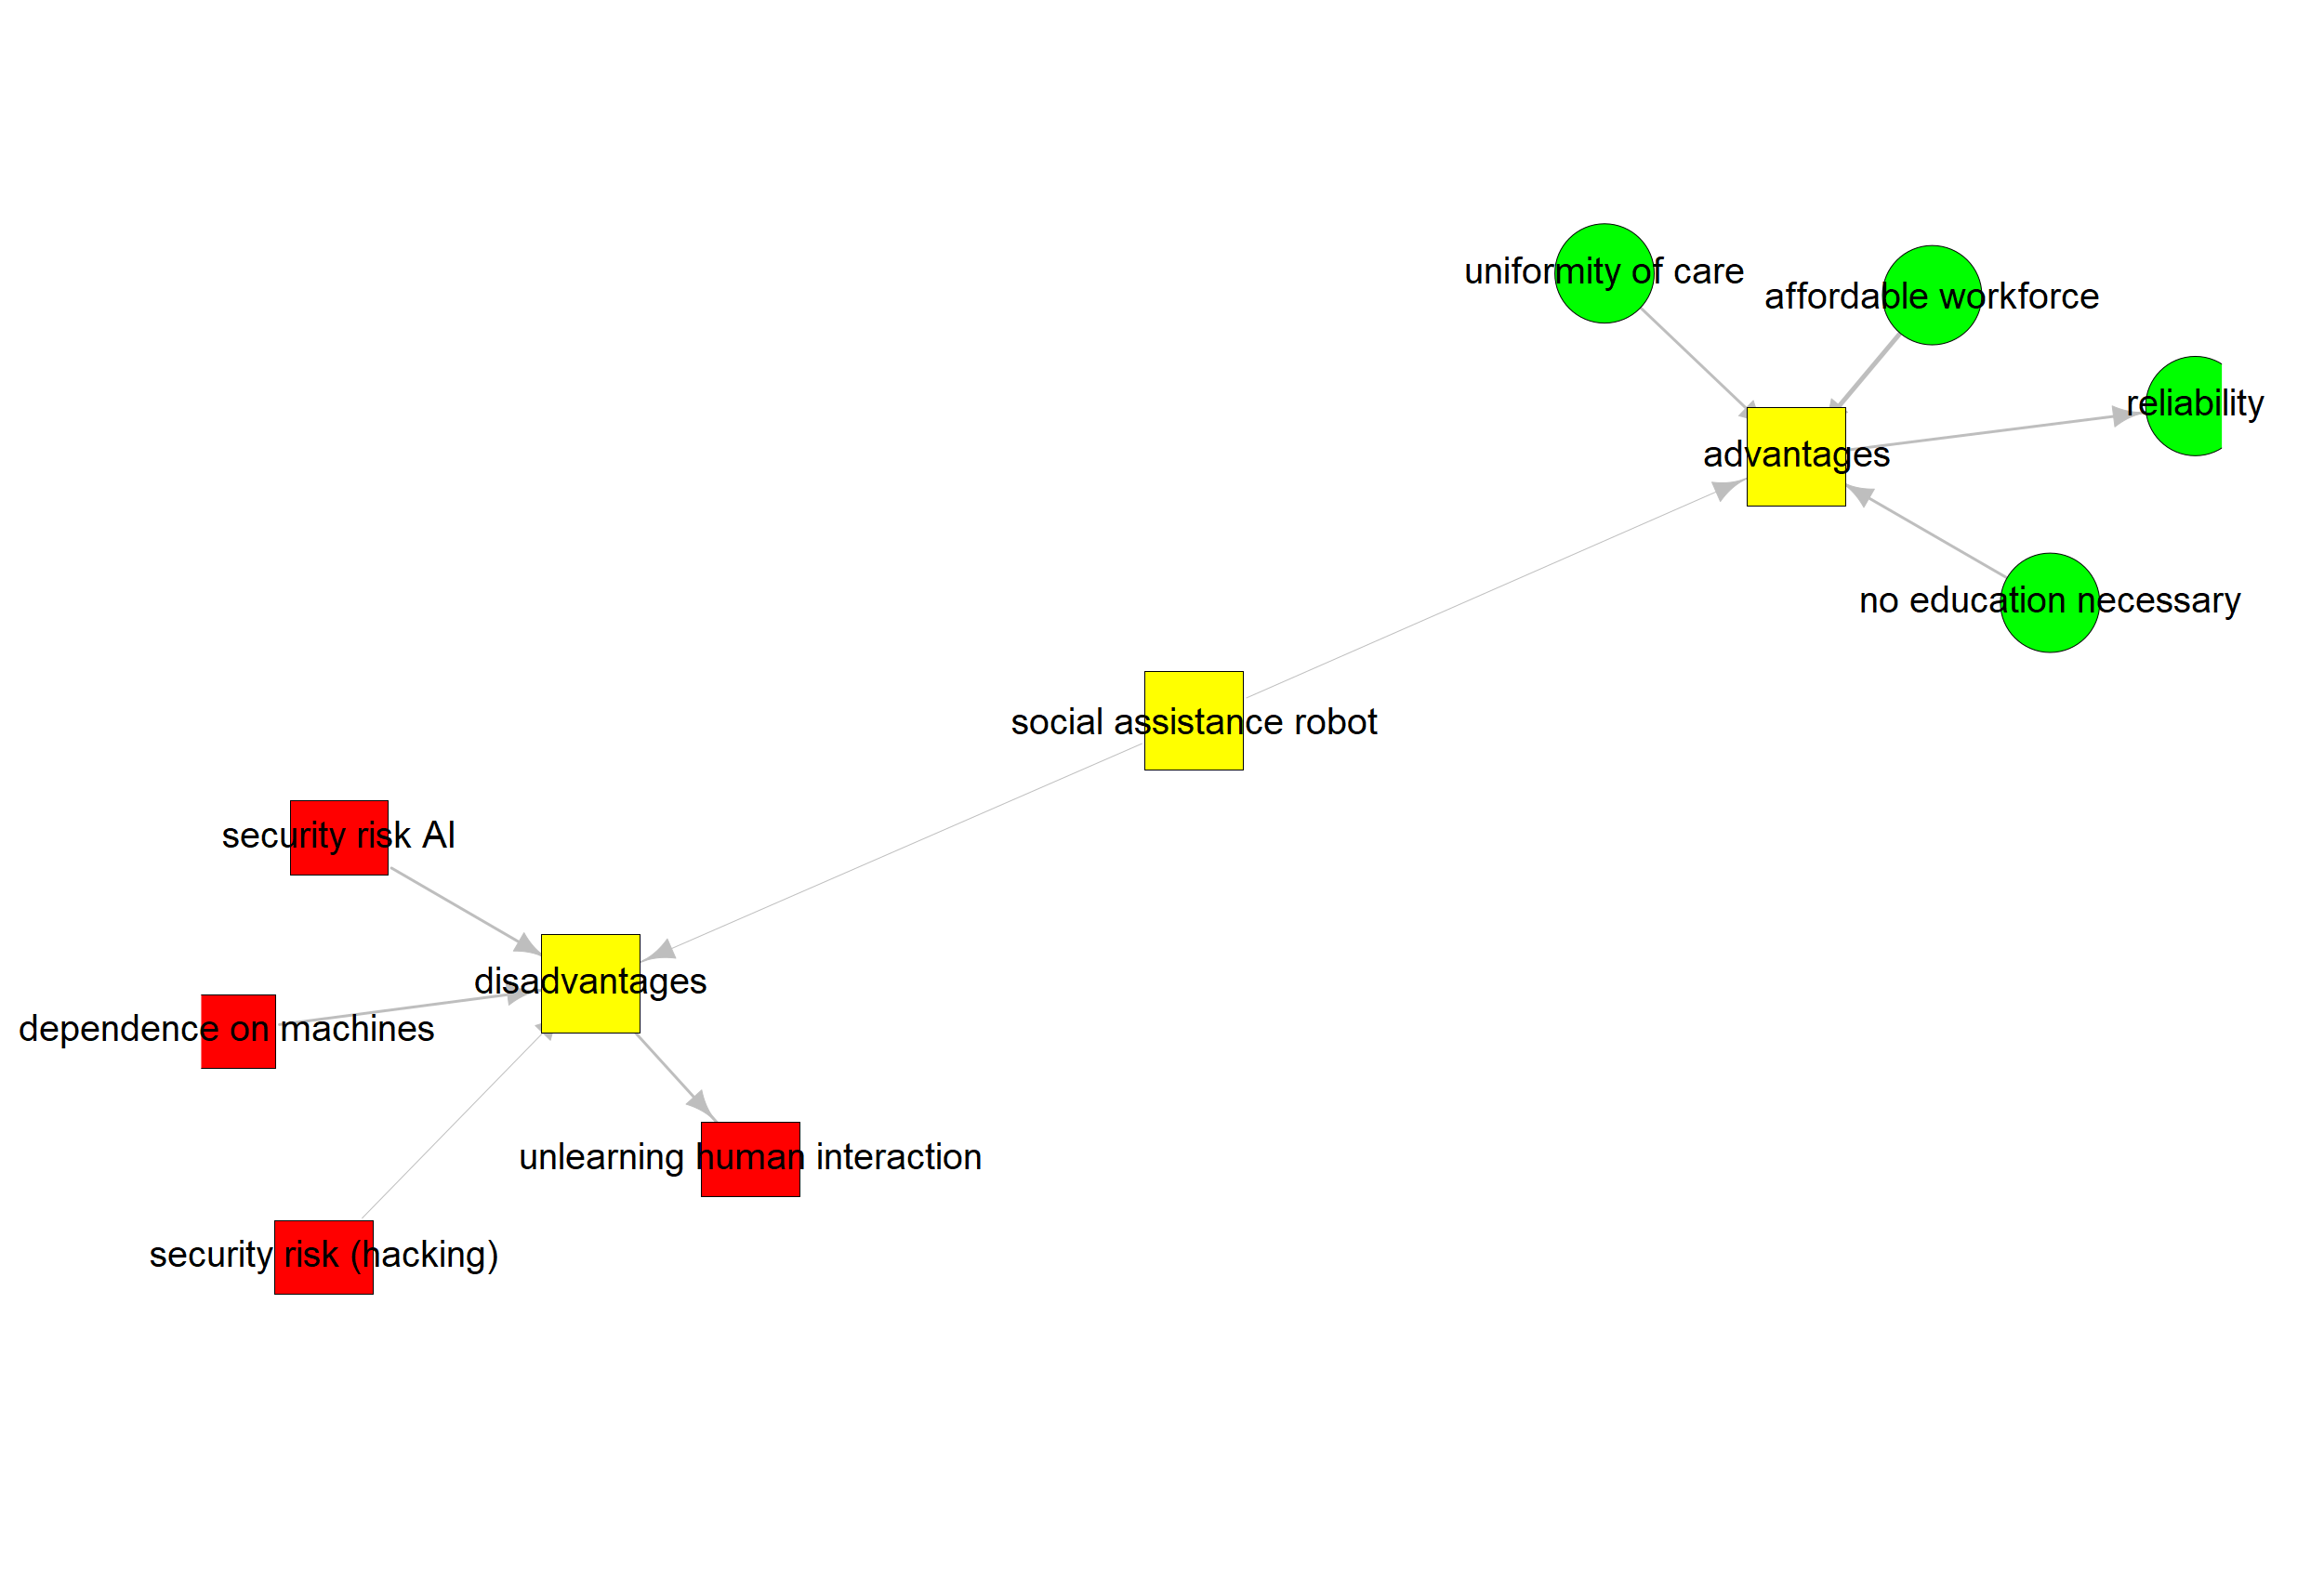 uniformity of care
affordable workforce
reliability
advantages
no education necessary
social assistance robot
security risk AI
disadvantages
dependence on machines
unlearning human interaction
security risk (hacking)